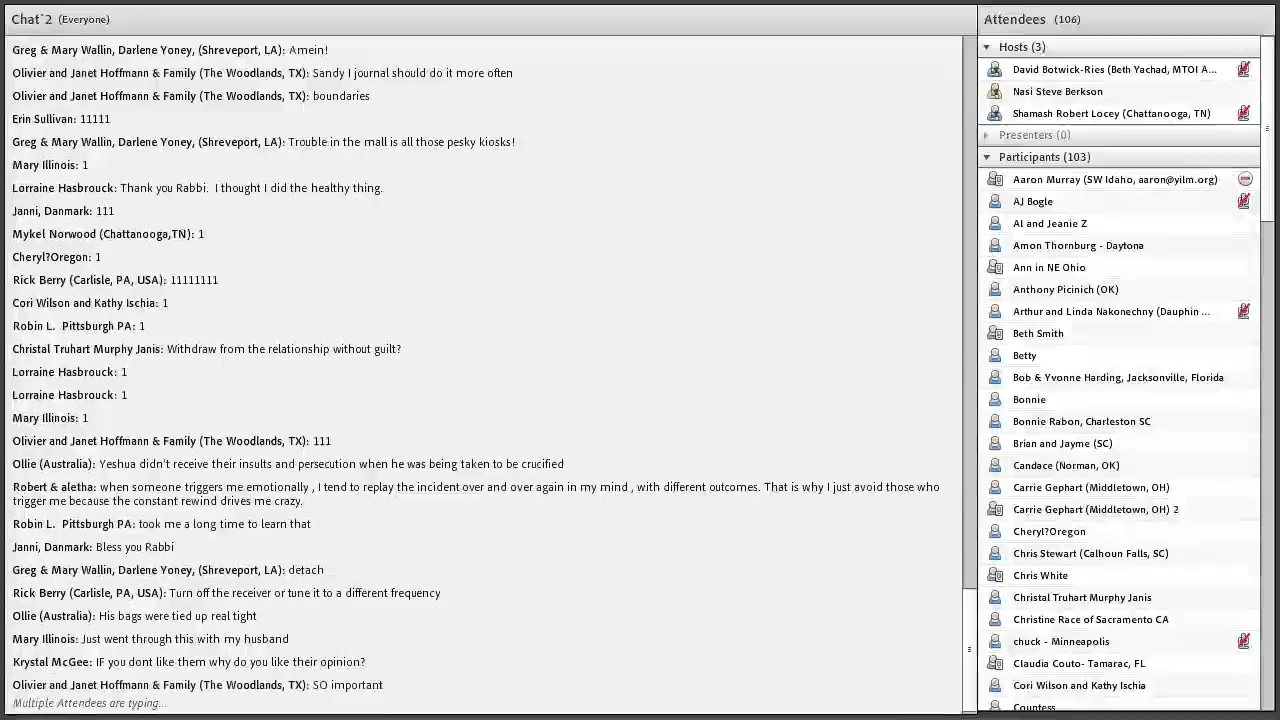 Chat 2 (Everyone)
Greg & Mary Wallin, Darlene Yoney, (Shreveport, LA): Amein!
Olivier and Janet Hoffmann & Family (The Woodlands, TX): Sandy I journal should do it more often
Olivier and Janet Hoffmann & Family (The Woodlands, TX): boundaries
Erin Sullivan: 11111
Greg & Mary Wallin, Darlene Yoney, (Shreveport, LA): Trouble in the mall is all those pesky kiosks!
Mary Illinois: 1
Lorraine Hasbrouck: Thank you Rabbi.  I thought I did the healthy thing.
Janni, Danmark: 111
Mykel Norwood (Chattanooga,TN): 1
Cheryl?Oregon: 1
Rick Berry (Carlisle, PA, USA): 11111111
Cori Wilson and Kathy Ischia: 1
Robin L.  Pittsburgh PA: 1
Christal Truhart Murphy Janis: Withdraw from the relatronship without guilt?
Lorraine Hasbrouck: 1
Lorraine Hasbrouck: 1
Mary Illinois: 1
Olivier and Janet Hoffmann & Family (The Woodlands, TX): 111
Ollie (Australia): Yeshua didn't receive their insults and persecution when he was being taken to be crucified
Robert & aletha: when someone triggers me emotionally , I tend to replay the incident over and over again in my mind , with different outcomes. That is why I just avoid those who
trigger me because the constant rewind drives me crazy.
Robin L.  Pittsburgh PA: took me a long time to learn that
Janni, Danmark: Bless you Rabbi
Greg & Mary Wallin, Darlene Yoney, (Shreveport, LA): detach
Rick Berry (Carlisle, PA, USA): Turn off the receiver or tune it to a different frequency
Ollie (Australia): His bags were tied up real tight
Mary Illinois: Just went through this with my husband
Krystal McGee: IF you dont like them why do you like their opinion?
Olivier and Janet Hoffmann & Family (The Woodlands, TX): SO important
Multiple Attendees are typing...
Attendees (106)
Hosts (3)
David Botwick-Ries (Beth Yachad, MTOI A...
Nasi Steve Berkson
Shamash Robert Locey (Chattanooga, TN)
Presenters (0)
Participants (103)
Aaron Murray (SW Idaho, aaron@yilm.org)
AJ Bogle
Al and Jeanie Z
Amon Thornburg - Daytona
Ann in NE Ohio
Anthony Picinich (OK)
Arthur and Linda Nakonechny (Dauphin ...
Beth Smith
Betty
Bob & Yvonne Harding, Jacksonville, Florida
Bonnie
Bonnie Rabon, Charleston SC
Brian and Jayme (SC)
Candace (Norman, OK)
Carrie Gephart (Middletown, OH)
Carrie Gephart (Middletown, OH) 2
Cheryl?Oregon
Chris Stewart (Calhoun Falls, SC)
Chris White
Christal Truhart Murphy Janis
Christine Race of Sacramento CA
chuck - Minneapolis
Claudia Couto- Tamarac, FL
Cori Wilson and Kathy Ischia
Countess